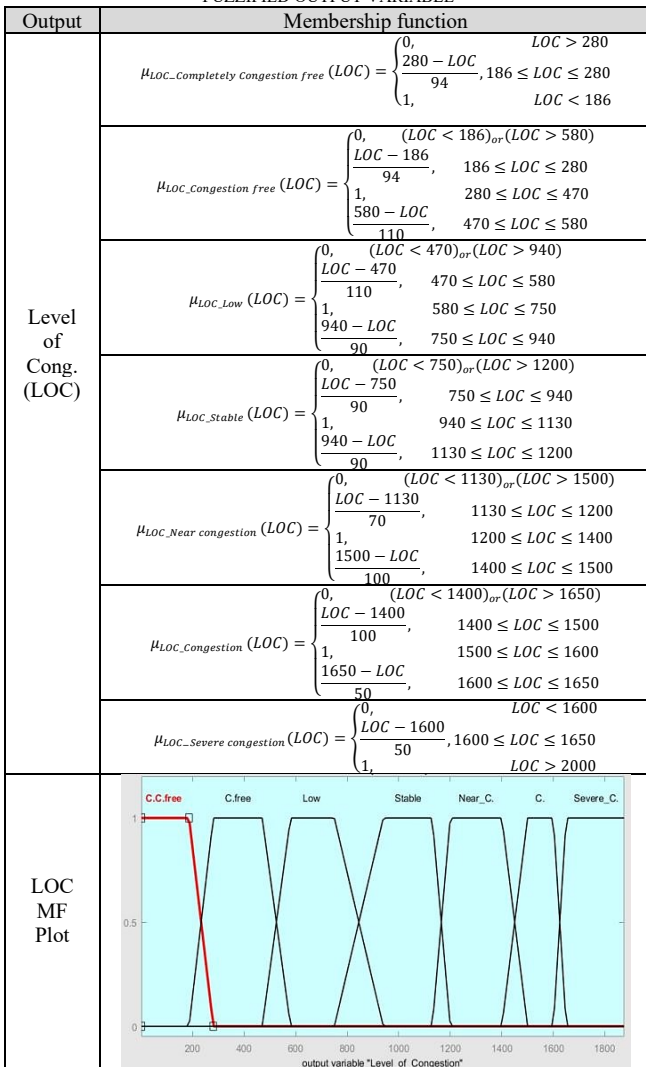 FUZZIFIED OUTPUT VARIABLE
Output Membership function
μ_LOC_Completely Congestion free (LOC) = { 0, LOC > 280
280 − LOC / 94, 186 ≤ LOC ≤ 280
1, LOC < 186
μ_LOC_Congestion free (LOC) = { 0, (LOC < 186)or(LOC > 580)
LOC − 186 / 94, 186 ≤ LOC ≤ 280
1, 280 ≤ LOC ≤ 470
580 − LOC / 110, 470 ≤ LOC ≤ 580
μ_LOC_Low (LOC) = { 0, (LOC < 470)or(LOC > 940)
LOC − 470 / 110, 470 ≤ LOC ≤ 580
1, 580 ≤ LOC ≤ 750
940 − LOC / 90, 750 ≤ LOC ≤ 940
Level
of
Cong.
(LOC)
μ_LOC_Stable (LOC) = { 0, (LOC < 750)or(LOC > 1200)
LOC − 750 / 90, 750 ≤ LOC ≤ 940
1, 940 ≤ LOC ≤ 1130
940 − LOC / 90, 1130 ≤ LOC ≤ 1200
μ_LOC_Near congestion (LOC) = { 0, (LOC < 1130)or(LOC > 1500)
LOC − 1130 / 70, 1130 ≤ LOC ≤ 1200
1, 1200 ≤ LOC ≤ 1400
1500 − LOC / 100, 1400 ≤ LOC ≤ 1500
μ_LOC_Congestion (LOC) = { 0, (LOC < 1400)or(LOC > 1650)
LOC − 1400 / 100, 1400 ≤ LOC ≤ 1500
1, 1500 ≤ LOC ≤ 1600
1650 − LOC / 50, 1600 ≤ LOC ≤ 1650
μ_LOC_Severe congestion (LOC) = { 0, LOC < 1600
LOC − 1600 / 50, 1600 ≤ LOC ≤ 1650
1, LOC > 2000
LOC
MF
Plot
C.C.free C.free Low Stable Near_C. C. Severe_C.
1
0.5
0
200 400 600 800 1000 1200 1400 1600 1800
output variable "Level_of_Congestion"